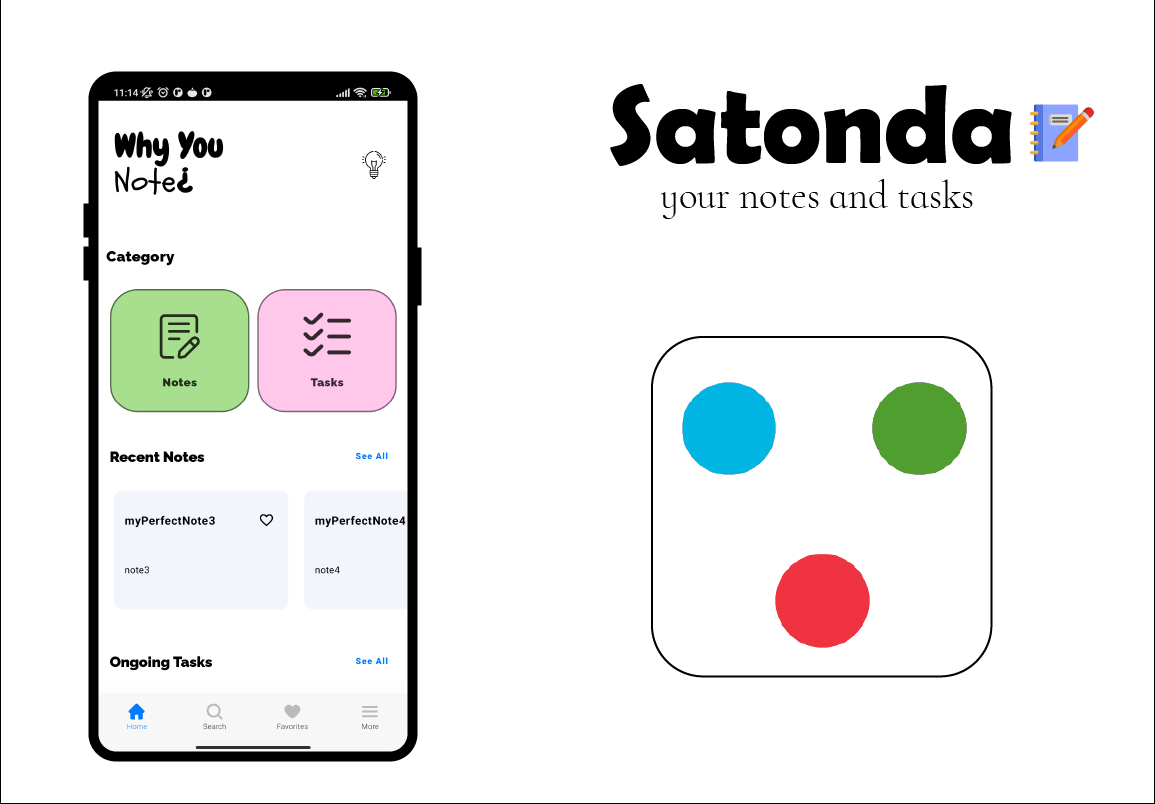 11:14
Why You
Note¿
Category
Notes
Tasks
Recent Notes
See All
myPerfectNote3
note3
myPerfectNote4
note4
Ongoing Tasks
See All
Home
Search
Favorites
More
Satonda
your notes and tasks